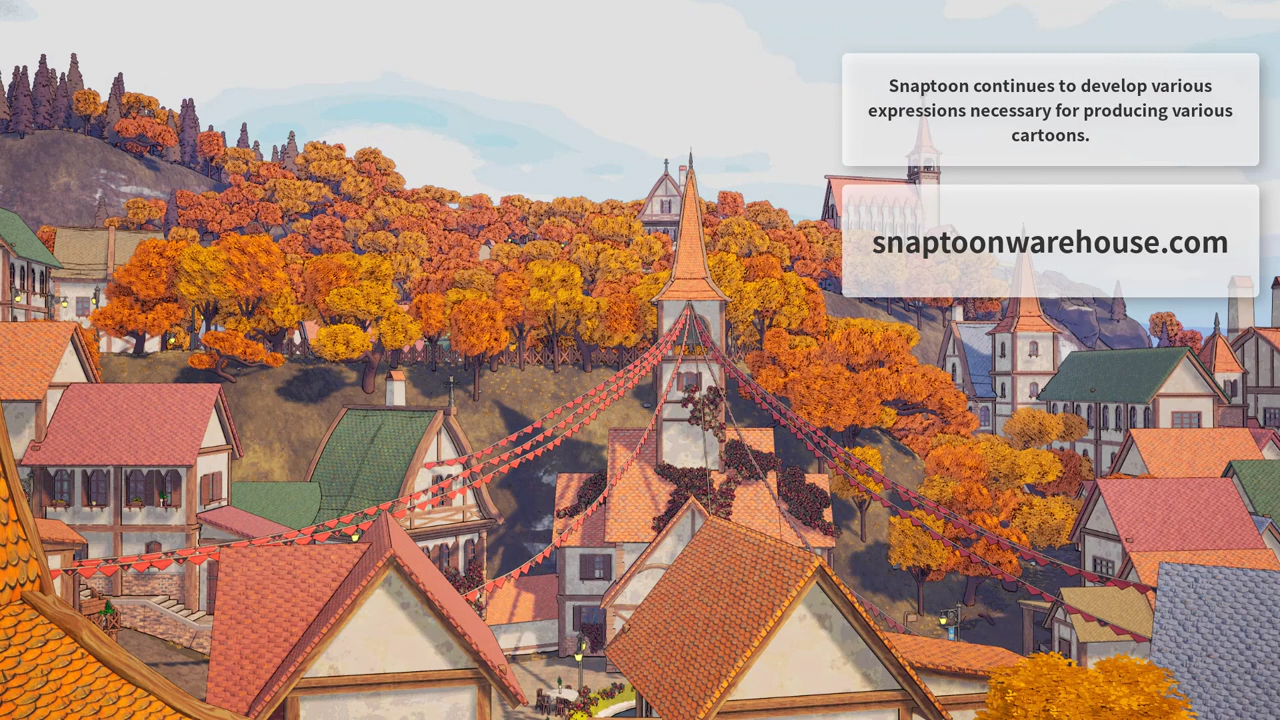 Snaptoon continues to develop various
expressions necessary for producing various
cartoons.
snaptoonwarehouse.com